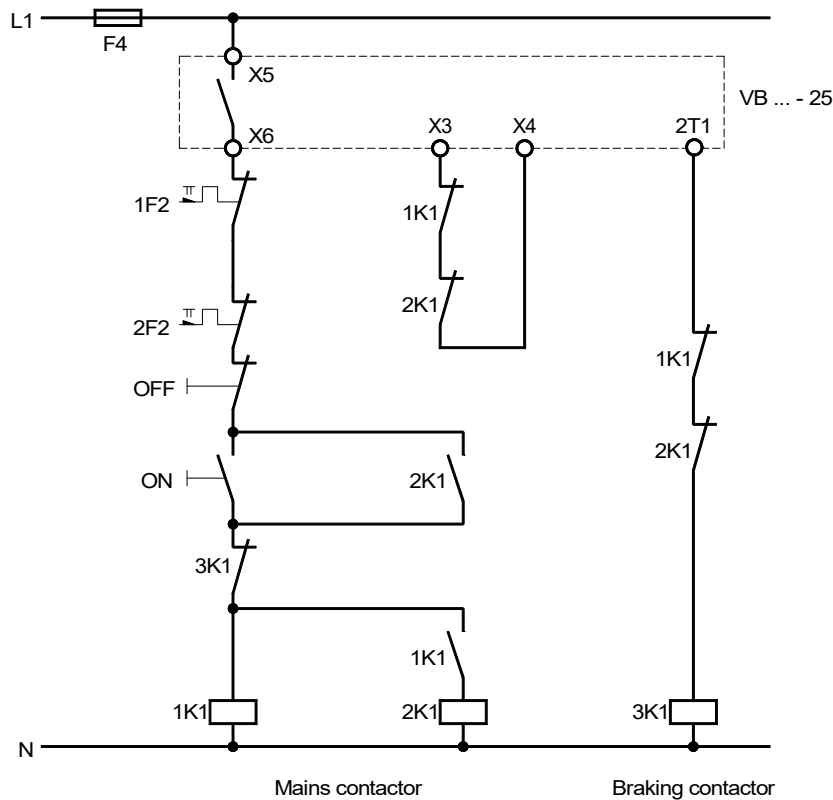 L1
F4
X5
VB ... - 25
X6
X3
X4
2T1
1F2
1K1
2K1
2F2
1K1
OFF
2K1
ON
2K1
3K1
1K1
1K1
2K1
3K1
N
Mains contactor
Braking contactor